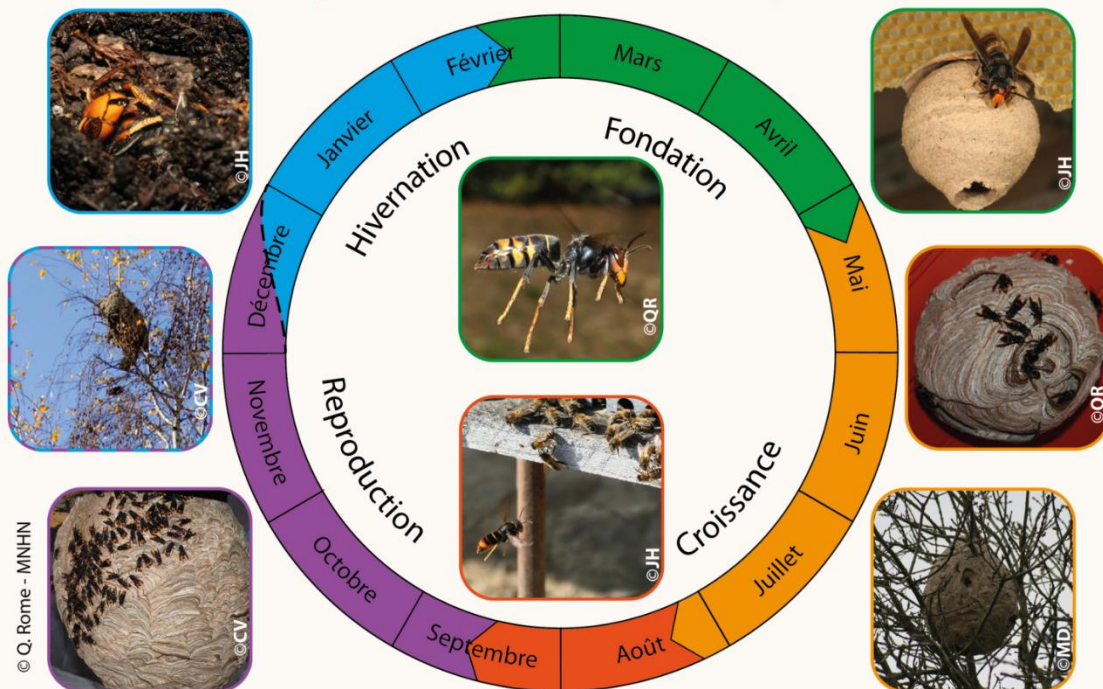 Janvier
Février
Mars
Avril
Mai
Juin
Juillet
Août
Septembre
Octobre
Novembre
Décembre
Hivernation
Fondation
Croissance
Reproduction
©JH
©CV
©CV
©QR
©JH
©JH
©QR
©MDJ
© Q. Rome - MNHN